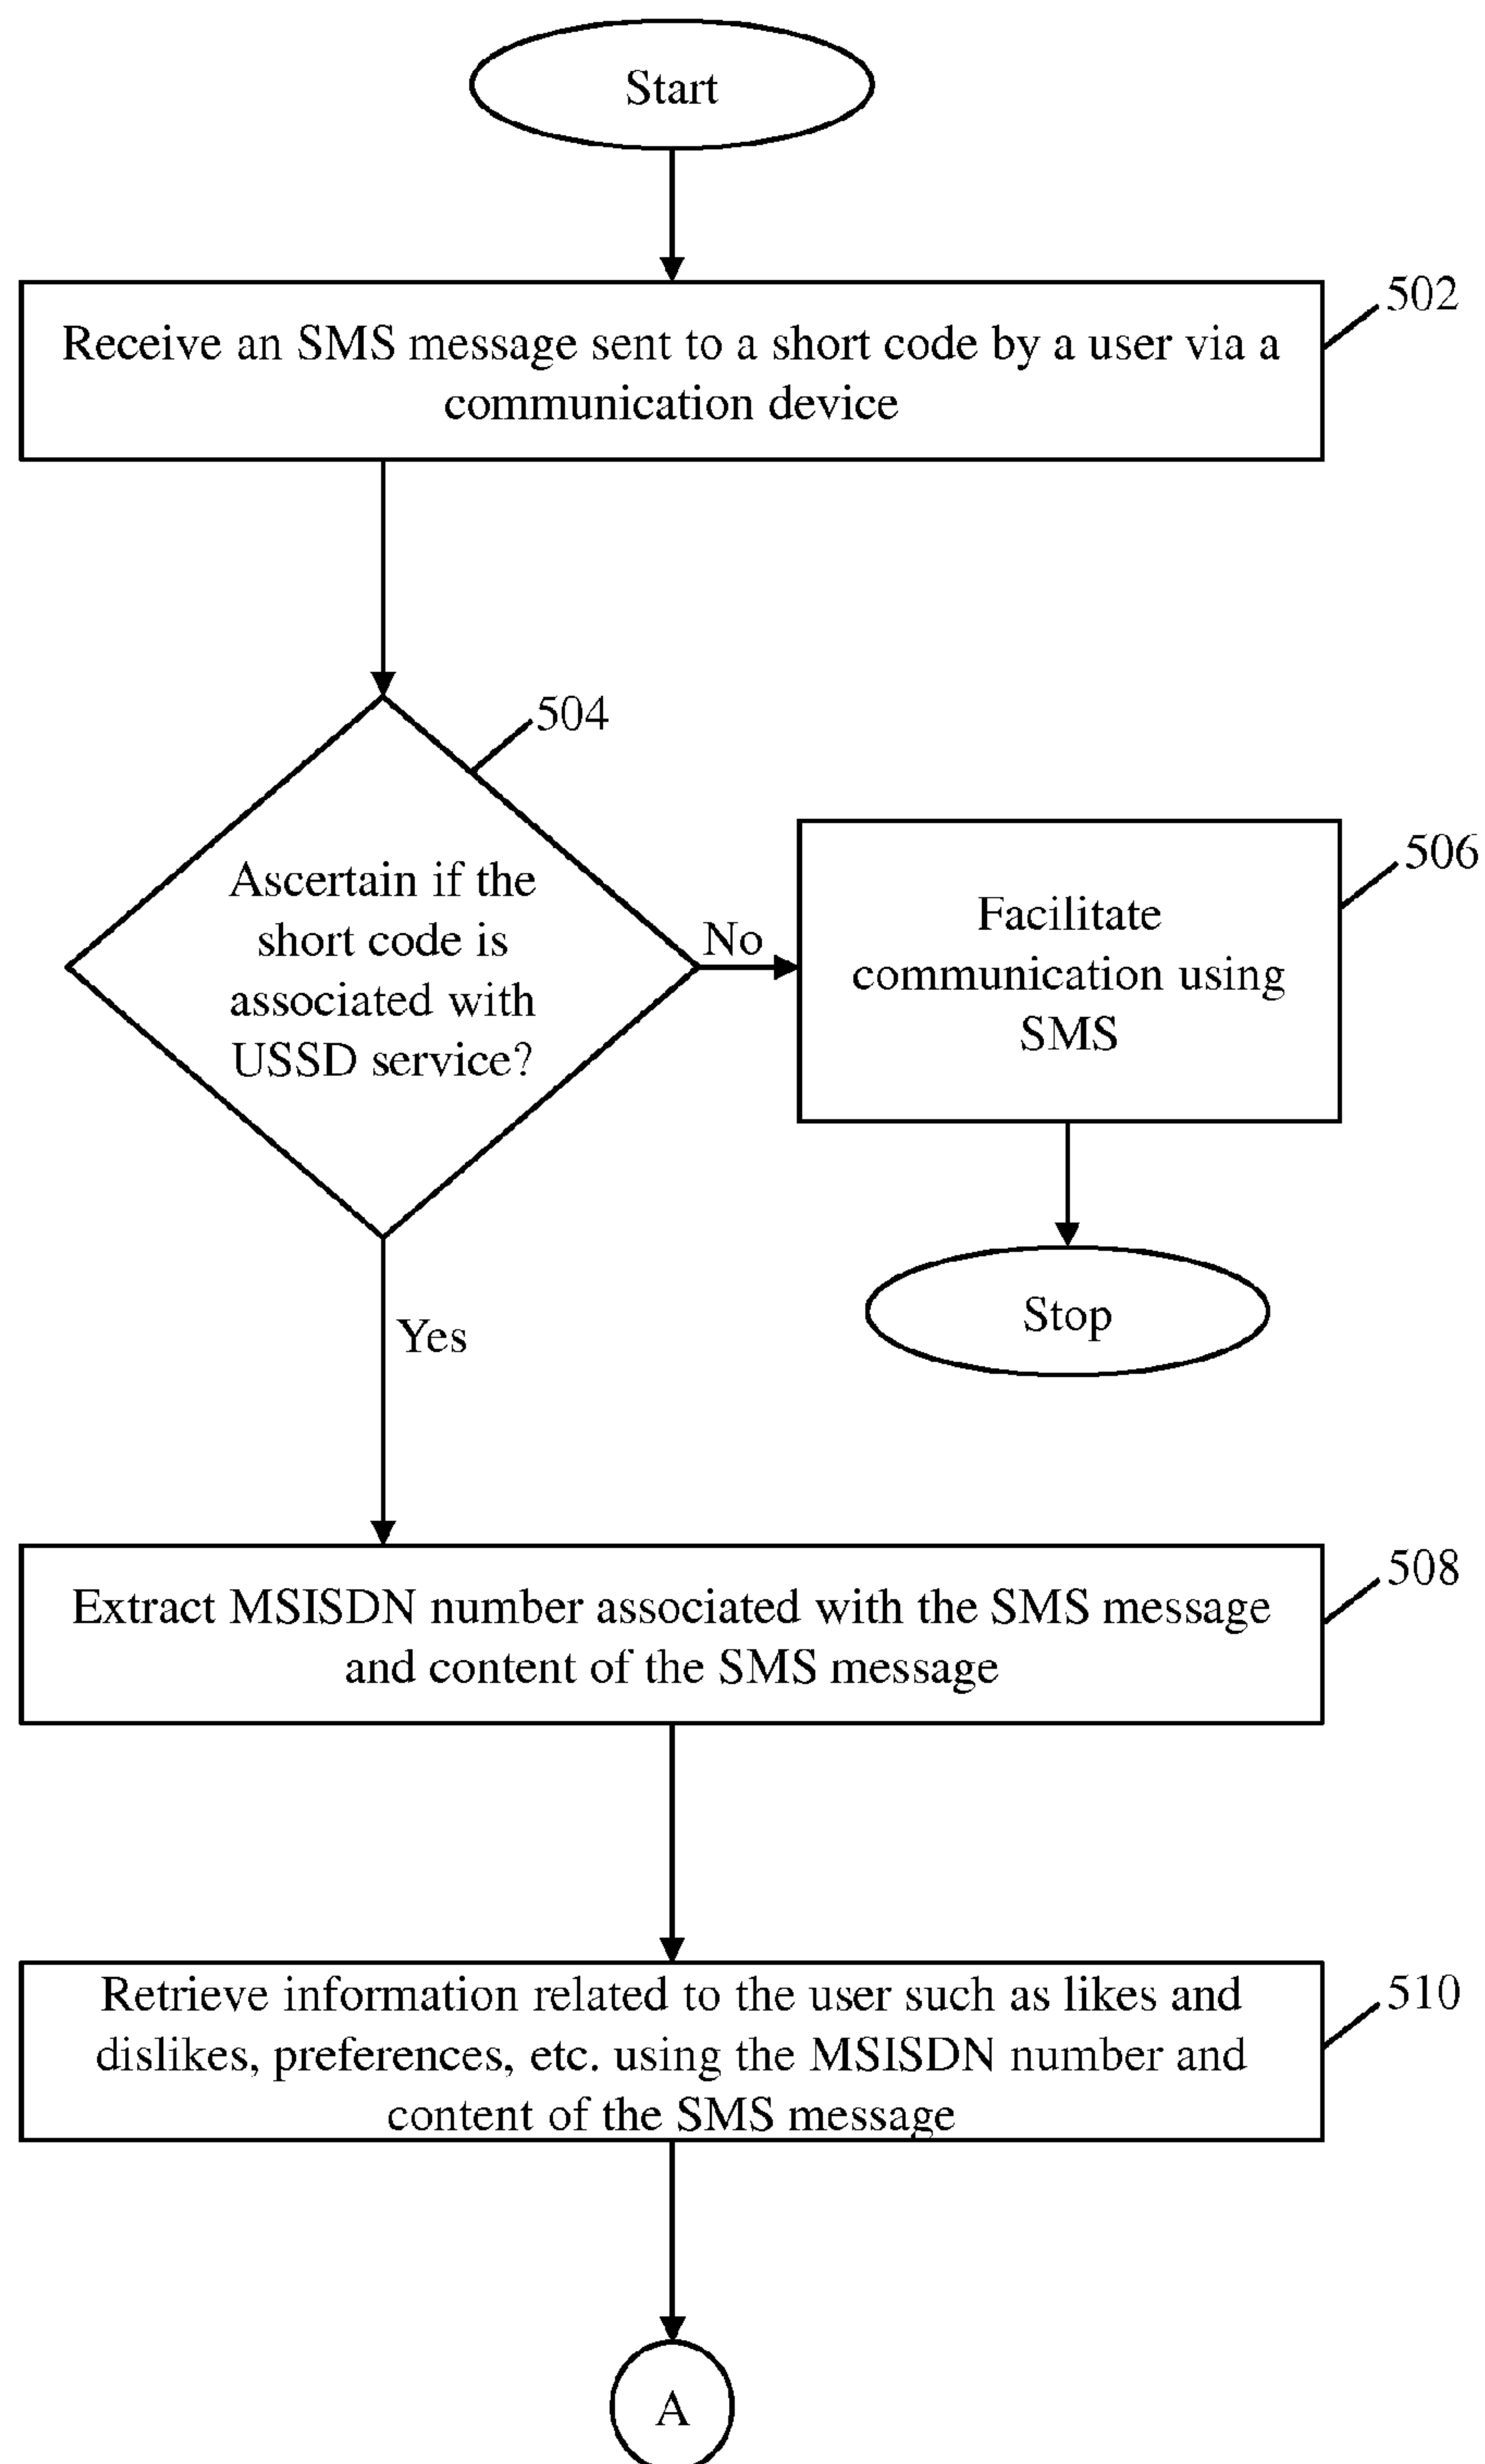 Start
502
Receive an SMS message sent to a short code by a user via a
communication device
504
Ascertain if the
short code is
associated with
USSD service?
No
506
Facilitate
communication using
SMS
Stop
Yes
508
Extract MSISDN number associated with the SMS message
and content of the SMS message
510
Retrieve information related to the user such as likes and
dislikes, preferences, etc. using the MSISDN number and
content of the SMS message
A